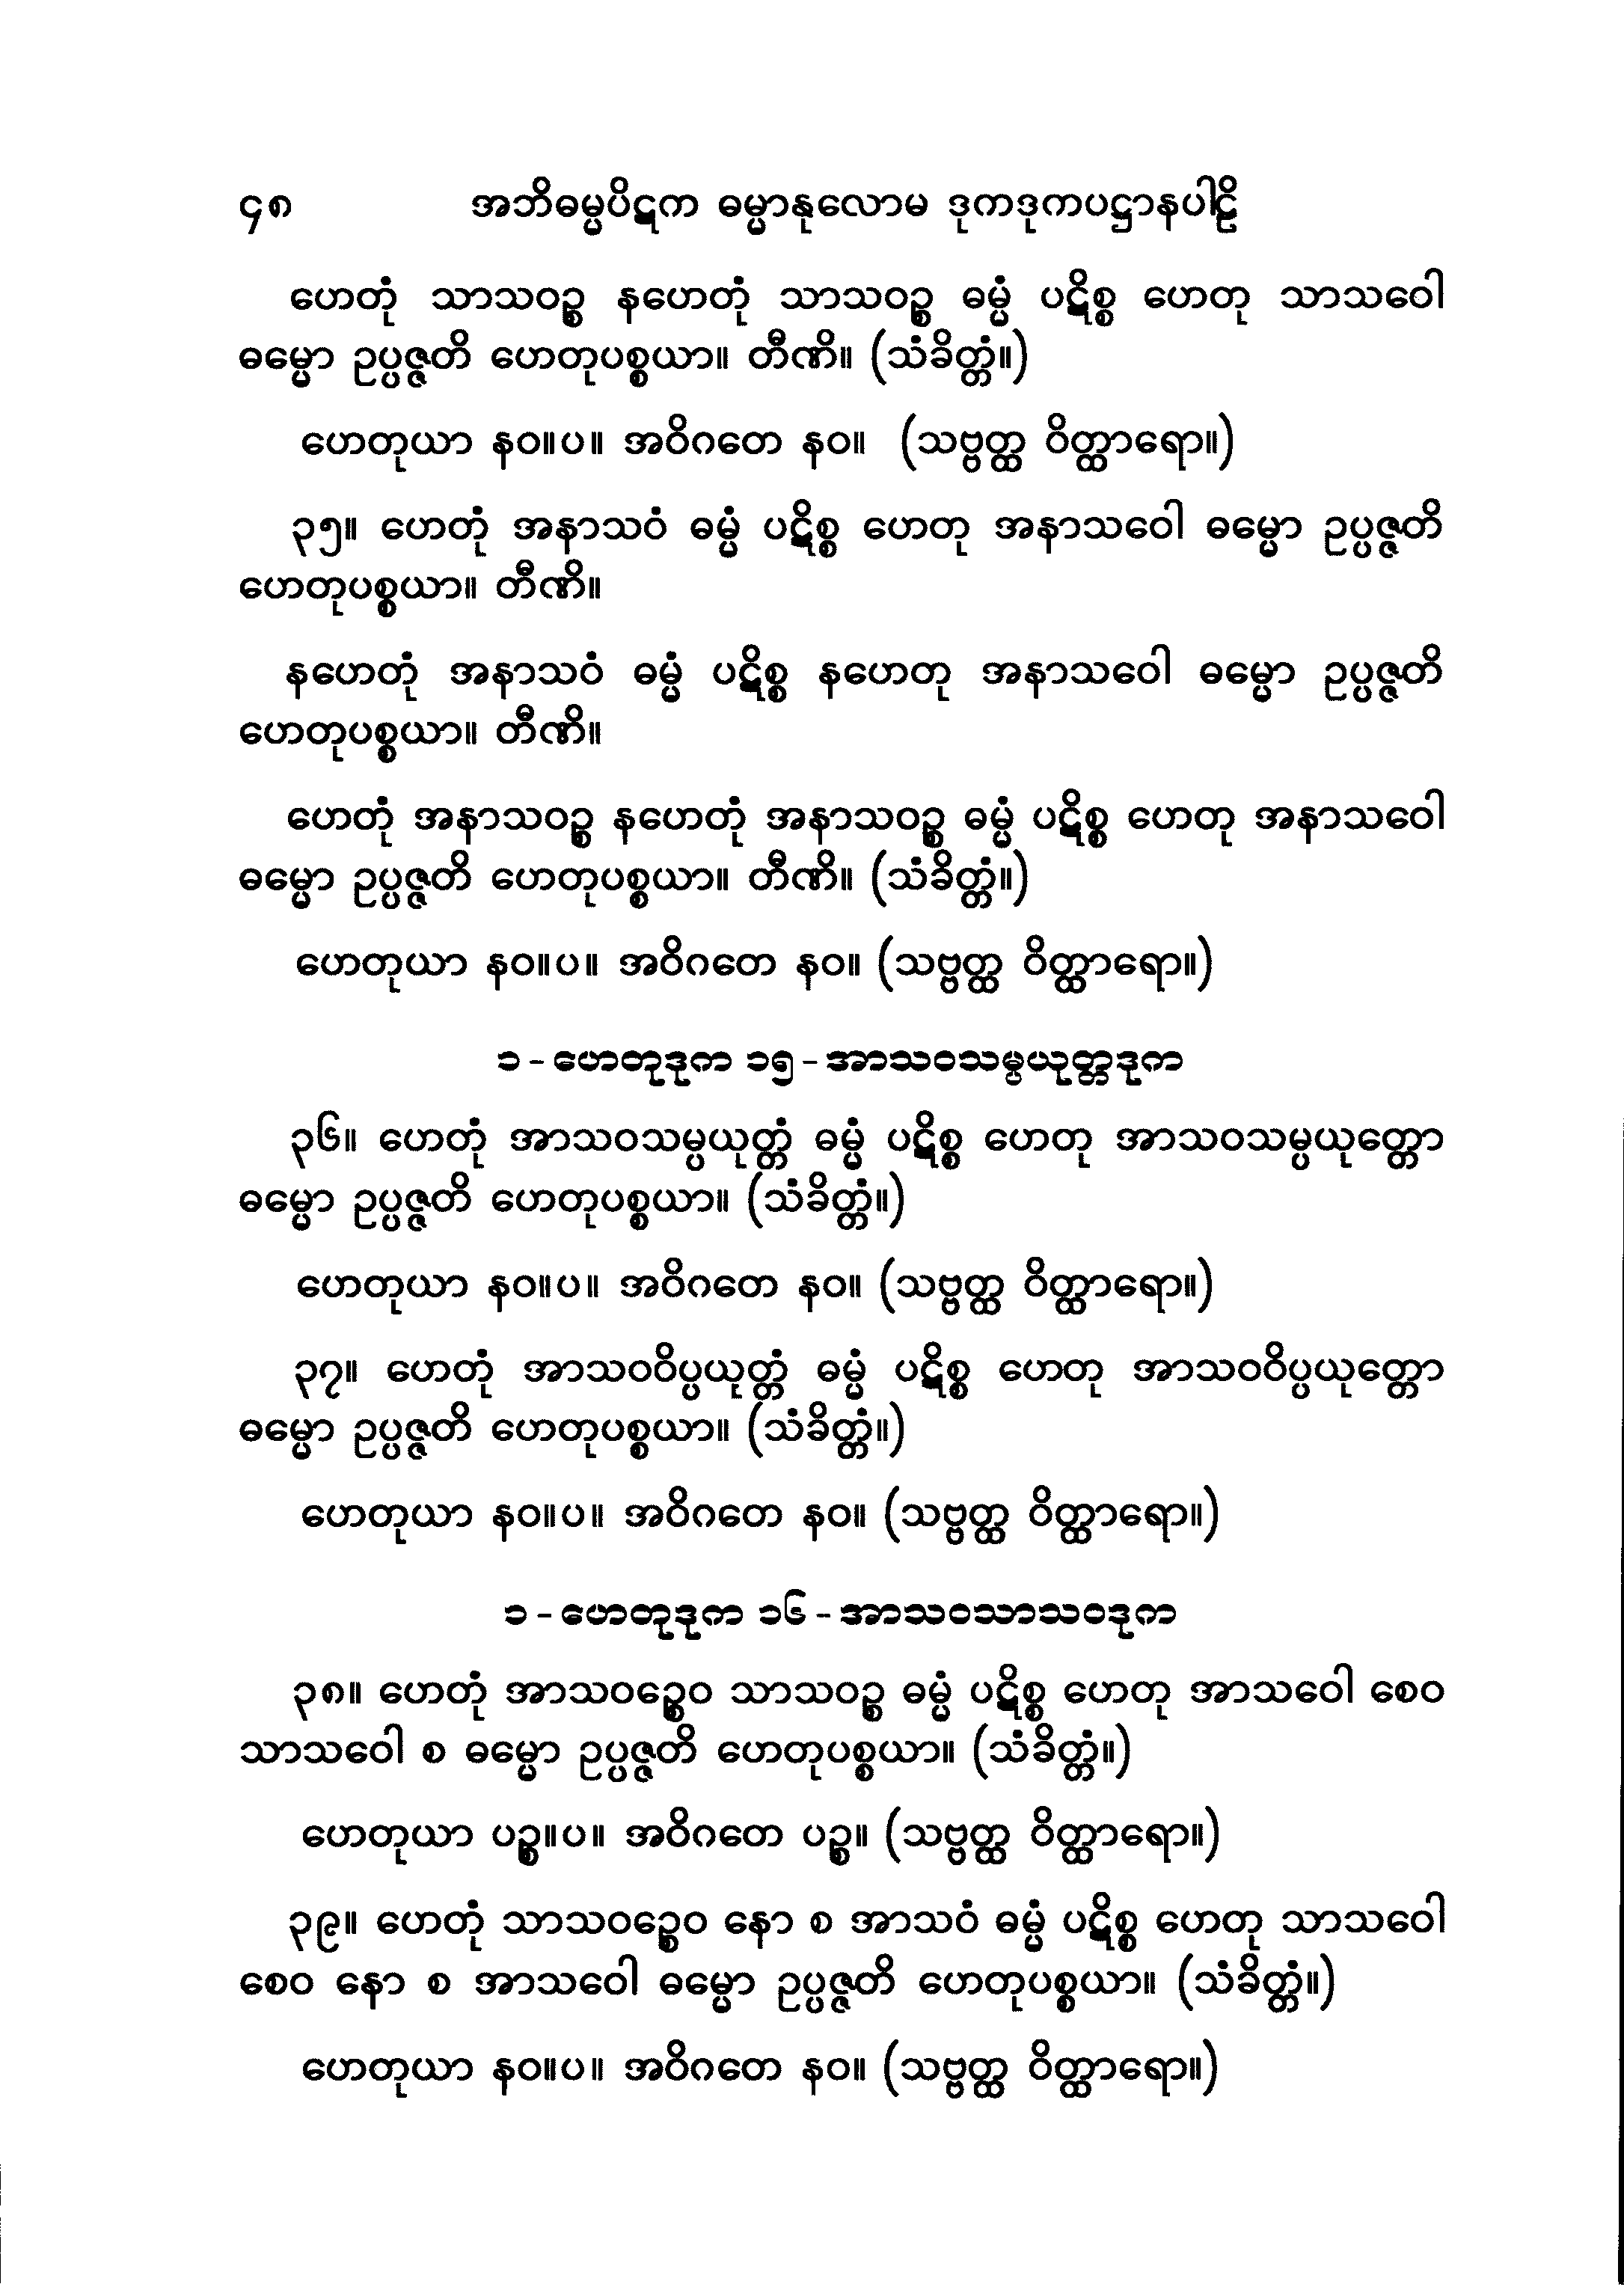 ၄၈ အဘိဓမ္မပိဋက ဓမ္မာနုလောမ ဒုကဒုကပဋ္ဌာနပါဠိ
ဟေတုံ သာသဝဉ္စ နဟေတုံ သာသဝဉ္စ ဓမ္မံ ပဋိစ္စ ဟေတု သာသဝေါ
ဓမ္မော ဥပ္ပဇ္ဇတိ ဟေတုပစ္စယာ။ တီဏိ။ (သံခိတ္တံ။)
ဟေတုယာ နဝ။ပ။ အဝိဂတေ နဝ။ (သဗ္ဗတ္ထ ဝိတ္ထာရော။)
၃၅။ ဟေတုံ အနာသဝံ ဓမ္မံ ပဋိစ္စ ဟေတု အနာသဝေါ ဓမ္မော ဥပ္ပဇ္ဇတိ
ဟေတုပစ္စယာ။ တီဏိ။
နဟေတုံ အနာသဝံ ဓမ္မံ ပဋိစ္စ နဟေတု အနာသဝေါ ဓမ္မော ဥပ္ပဇ္ဇတိ
ဟေတုပစ္စယာ။ တီဏိ။
ဟေတုံ အနာသဝဉ္စ နဟေတုံ အနာသဝဉ္စ ဓမ္မံ ပဋိစ္စ ဟေတု အနာသဝေါ
ဓမ္မော ဥပ္ပဇ္ဇတိ ဟေတုပစ္စယာ။ တီဏိ။ (သံခိတ္တံ။)
ဟေတုယာ နဝ။ပ။ အဝိဂတေ နဝ။ (သဗ္ဗတ္ထ ဝိတ္ထာရော။)
၁ - ဟေတုဒုက ၁၅ - အာသဝသမ္ပယုတ္တဒုက
၃၆။ ဟေတုံ အာသဝသမ္ပယုတ္တံ ဓမ္မံ ပဋိစ္စ ဟေတု အာသဝသမ္ပယုတ္တော
ဓမ္မော ဥပ္ပဇ္ဇတိ ဟေတုပစ္စယာ။ (သံခိတ္တံ။)
ဟေတုယာ နဝ။ပ။ အဝိဂတေ နဝ။ (သဗ္ဗတ္ထ ဝိတ္ထာရော။)
၃၇။ ဟေတုံ အာသဝဝိပ္ပယုတ္တံ ဓမ္မံ ပဋိစ္စ ဟေတု အာသဝဝိပ္ပယုတ္တော
ဓမ္မော ဥပ္ပဇ္ဇတိ ဟေတုပစ္စယာ။ (သံခိတ္တံ။)
ဟေတုယာ နဝ။ပ။ အဝိဂတေ နဝ။ (သဗ္ဗတ္ထ ဝိတ္ထာရော။)
၁ - ဟေတုဒုက ၁၆ - အာသဝသာသဝဒုက
၃၈။ ဟေတုံ အာသဝဉ္စေဝ သာသဝဉ္စ ဓမ္မံ ပဋိစ္စ ဟေတု အာသဝေါ စေဝ
သာသဝေါ စ ဓမ္မော ဥပ္ပဇ္ဇတိ ဟေတုပစ္စယာ။ (သံခိတ္တံ။)
ဟေတုယာ ပဉ္စ။ပ။ အဝိဂတေ ပဉ္စ။ (သဗ္ဗတ္ထ ဝိတ္ထာရော။)
၃၉။ ဟေတုံ သာသဝဉ္စေဝ နော စ အာသဝံ ဓမ္မံ ပဋိစ္စ ဟေတု သာသဝေါ
စေဝ နော စ အာသဝေါ ဓမ္မော ဥပ္ပဇ္ဇတိ ဟေတုပစ္စယာ။ (သံခိတ္တံ။)
ဟေတုယာ နဝ။ပ။ အဝိဂတေ နဝ။ (သဗ္ဗတ္ထ ဝိတ္ထာရော။)